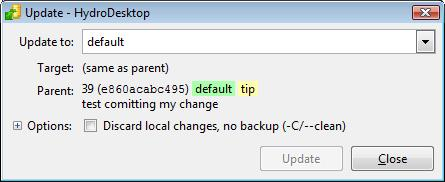 Update - HydroDesktop
Update to: default
Target: (same as parent)
Parent: 39 (e860acabc495) default tip
test comitting my change
Options: Discard local changes, no backup (-C/--clean)
Update Close